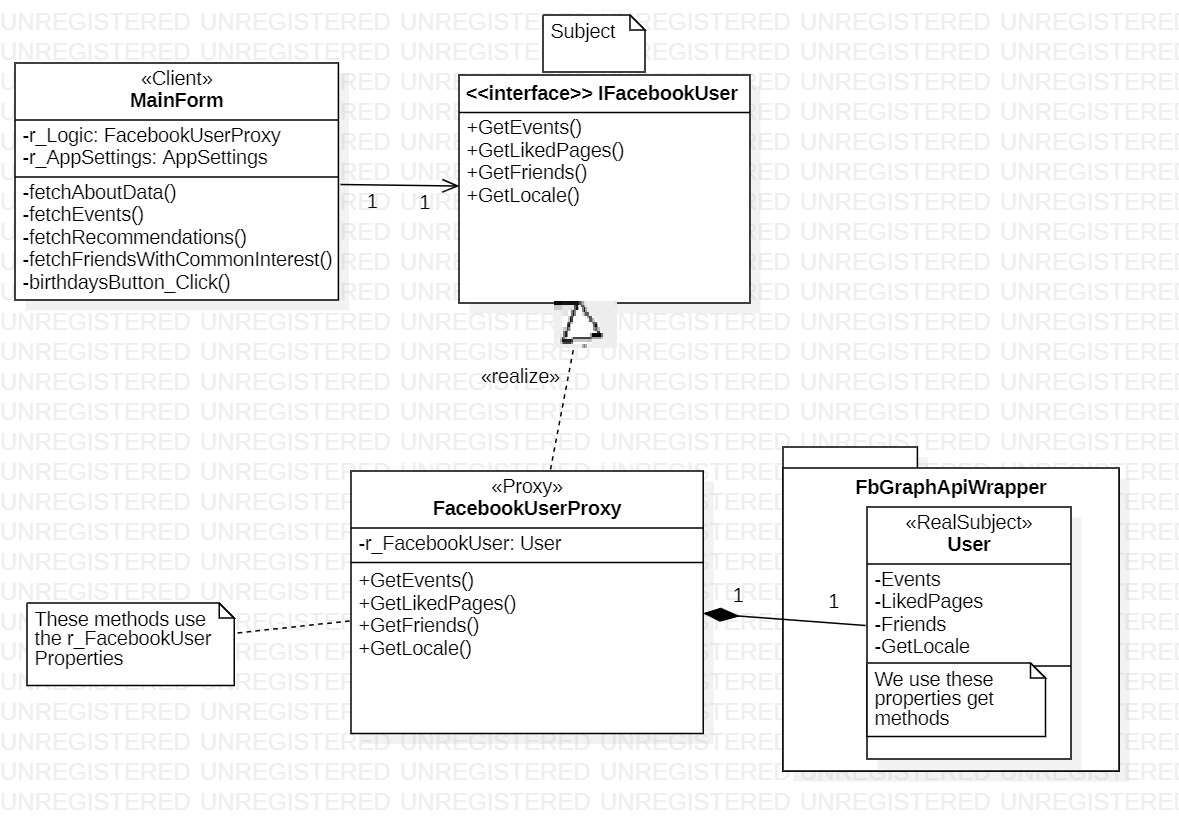 Subject
«Client»
MainForm
-r_Logic: FacebookUserProxy
-r_AppSettings: AppSettings
-fetchAboutData()
-fetchEvents()
-fetchRecommendations()
-fetchFriendsWithCommonInterest()
-birthdaysButton_Click()
1 1
<<interface>> IFacebookUser
+GetEvents()
+GetLikedPages()
+GetFriends()
+GetLocale()
«realize»
«Proxy»
FacebookUserProxy
-r_FacebookUser: User
+GetEvents()
+GetLikedPages()
+GetFriends()
+GetLocale()
These methods use
the r_FacebookUser
Properties
1 1
FbGraphApiWrapper
«RealSubject»
User
-Events
-LikedPages
-Friends
-GetLocale
We use these
properties get
methods
UNREGISTERED